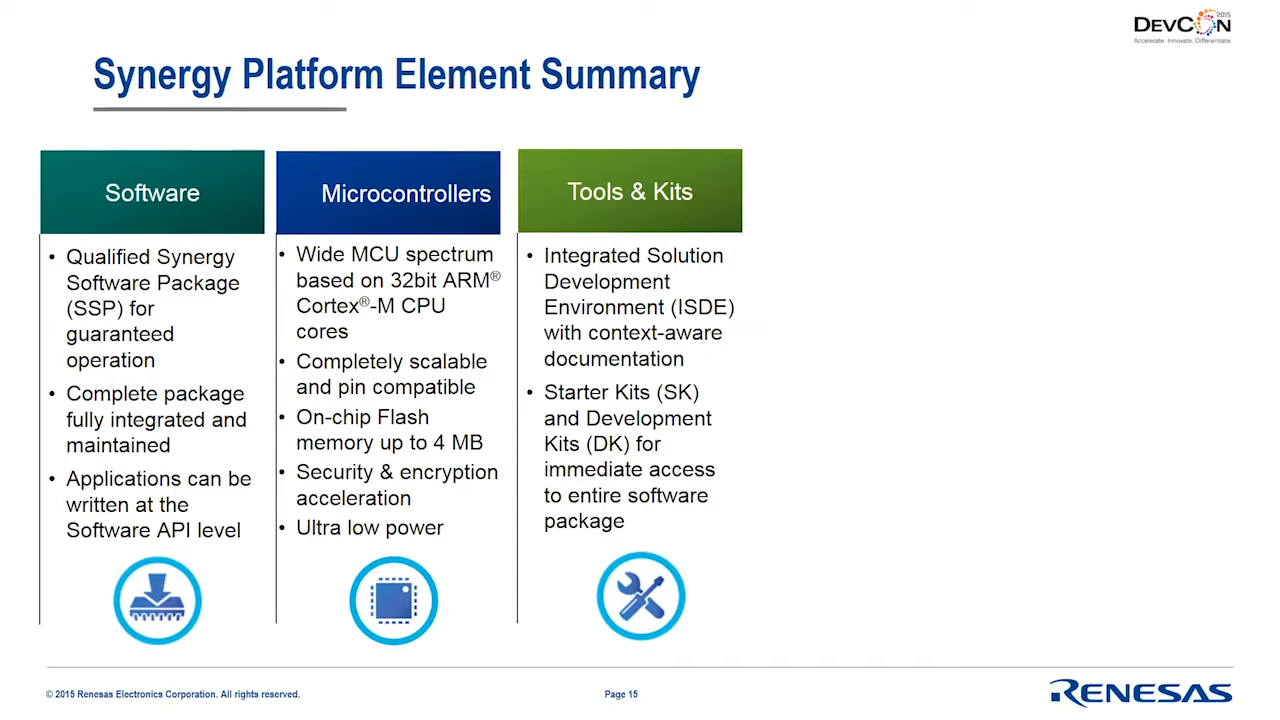 DEVCON 2015
Accelerate. Innovate. Differentiate.
Synergy Platform Element Summary
Software
• Qualified Synergy
Software Package
(SSP) for
guaranteed
operation
• Complete package
fully integrated and
maintained
• Applications can be
written at the
Software API level
Microcontrollers
• Wide MCU spectrum
based on 32bit ARM®
Cortex®-M CPU
cores
• Completely scalable
and pin compatible
• On-chip Flash
memory up to 4 MB
• Security & encryption
acceleration
• Ultra low power
Tools & Kits
• Integrated Solution
Development
Environment (ISDE)
with context-aware
documentation
• Starter Kits (SK)
and Development
Kits (DK) for
immediate access
to entire software
package
© 2015 Renesas Electronics Corporation. All rights reserved.
Page 15
RENESAS